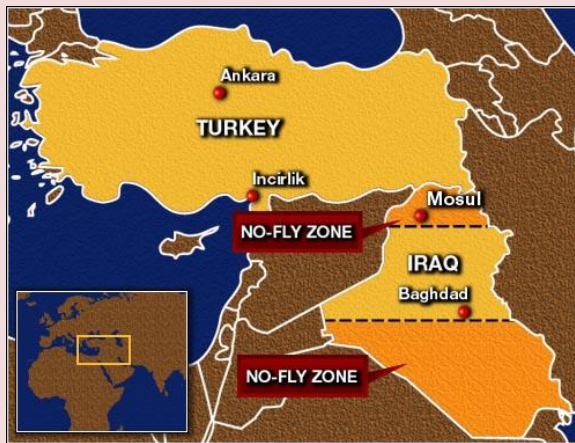 Ankara
TURKEY
Incirlik
Mosul
NO-FLY ZONE
IRAQ
Baghdad
NO-FLY ZONE